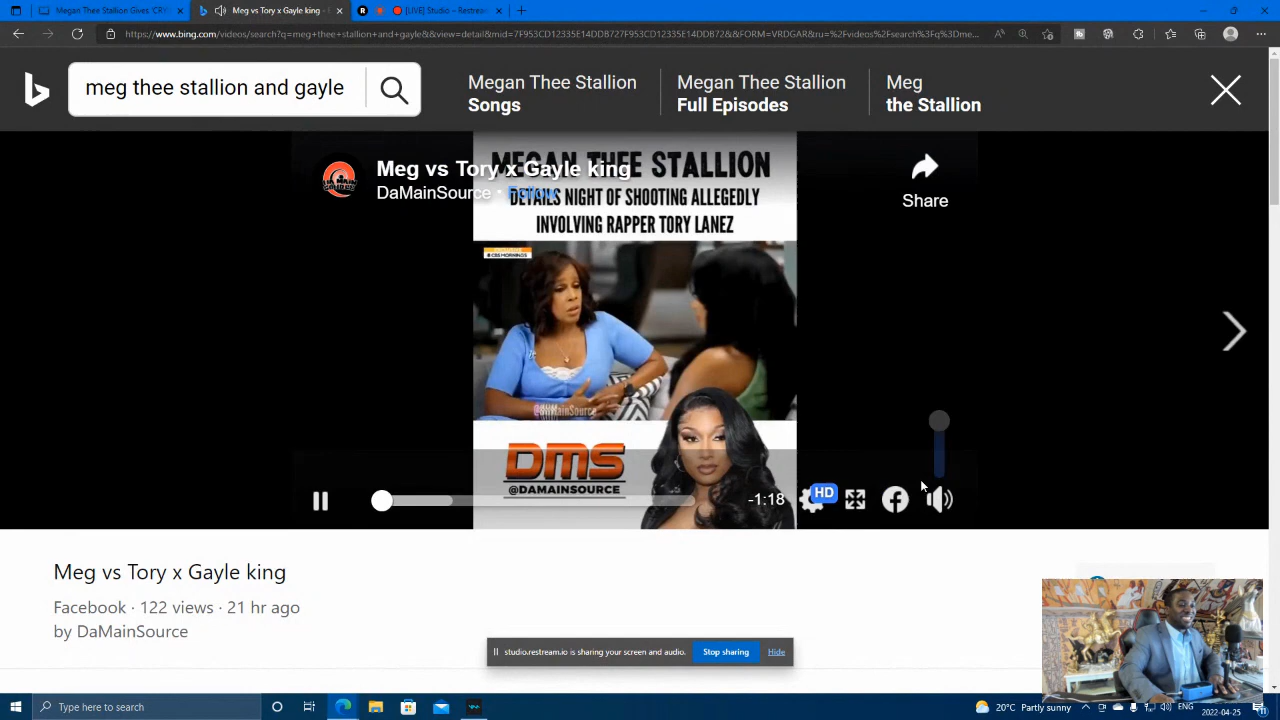 Megan Thee Stallion Gives 'CRY
Meg vs Tory x Gayle king -
[LIVE] Studio – Restream
https://www.bing.com/videos/search?q=meg+thee+stallion+and+gayle&&view=detail&mid=7F953CD12335E14DDB727F953CD12335E14DDB72&&FORM=VRDGAR&ru=%2Fvideos%2Fsearch%3Fq%3Dme...
meg thee stallion and gayle
Megan Thee Stallion
Songs
Megan Thee Stallion
Full Episodes
Meg
the Stallion
MEGAN THEE STALLION
DETAILS NIGHT OF SHOOTING ALLEGEDLY
INVOLVING RAPPER TORY LANEZ
Meg vs Tory x Gayle king
DaMainSource • Follow
Share
CBS MORNINGS
@DaMainSource
DMS
@DAMAINSOURCE
-1:18
HD
Meg vs Tory x Gayle king
Facebook · 122 views · 21 hr ago
by DaMainSource
studio.restream.io is sharing your screen and audio.
Stop sharing
Hide
Type here to search
20°C Partly sunny
ENG
2022-04-25